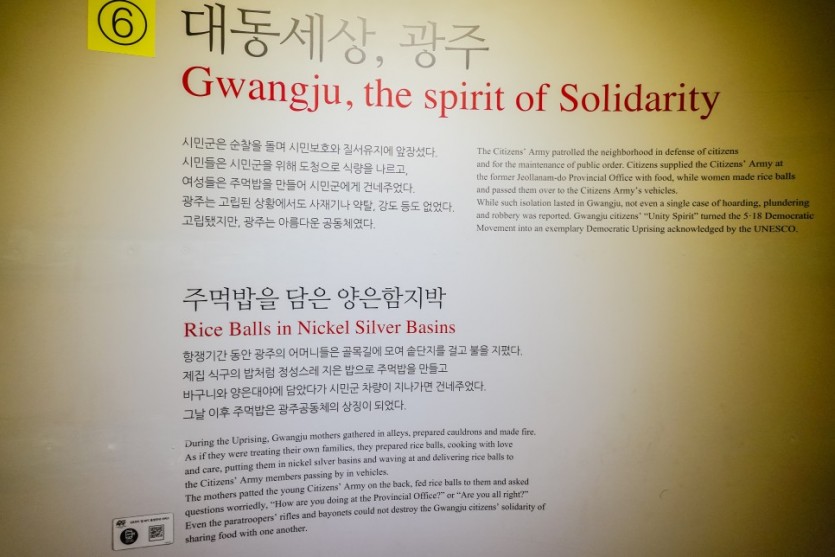 ⑥
대동세상, 광주
Gwangju, the spirit of Solidarity
시민군은 순찰을 돌며 시민보호와 질서유지에 앞장섰다.
시민들은 시민군을 위해 도청으로 식량을 나르고,
여성들은 주먹밥을 만들어 시민군에게 건네주었다.
광주는 고립된 상황에서도 사재기나 약탈, 강도 등도 없었다.
고립됐지만, 광주는 아름다운 공동체였다.
The Citizens' Army patrolled the neighborhood in defense of citizens
and for the maintenance of public order. Citizens supplied the Citizens' Army at
the former Jeollanam-do Provincial Office with food, while women made rice balls
and passed them over to the Citizens Army's vehicles.
While such isolation lasted in Gwangju, not even a single case of hoarding, plundering
and robbery was reported. Gwangju citizens' "Unity Spirit" turned the 5·18 Democratic
Movement into an exemplary Democratic Uprising acknowledged by the UNESCO.
주먹밥을 담은 양은함지박
Rice Balls in Nickel Silver Basins
항쟁기간 동안 광주의 어머니들은 골목길에 모여 솥단지를 걸고 불을 지폈다.
제집 식구의 밥처럼 정성스레 지은 밥으로 주먹밥을 만들고
바구니와 양은대야에 담았다가 시민군 차량이 지나가면 건네주었다.
그날 이후 주먹밥은 광주공동체의 상징이 되었다.
During the Uprising, Gwangju mothers gathered in alleys, prepared cauldrons and made fire.
As if they were treating their own families, they prepared rice balls, cooking with love
and care, putting them in nickel silver basins and waving at and delivering rice balls to
the Citizens' Army members passing by in vehicles.
The mothers patted the young Citizens' Army on the back, fed rice balls to them and asked
questions worriedly, "How are you doing at the Provincial Office?" or "Are you all right?"
Even the paratroopers' rifles and bayonets could not destroy the Gwangju citizens' solidarity of
sharing food with one another.